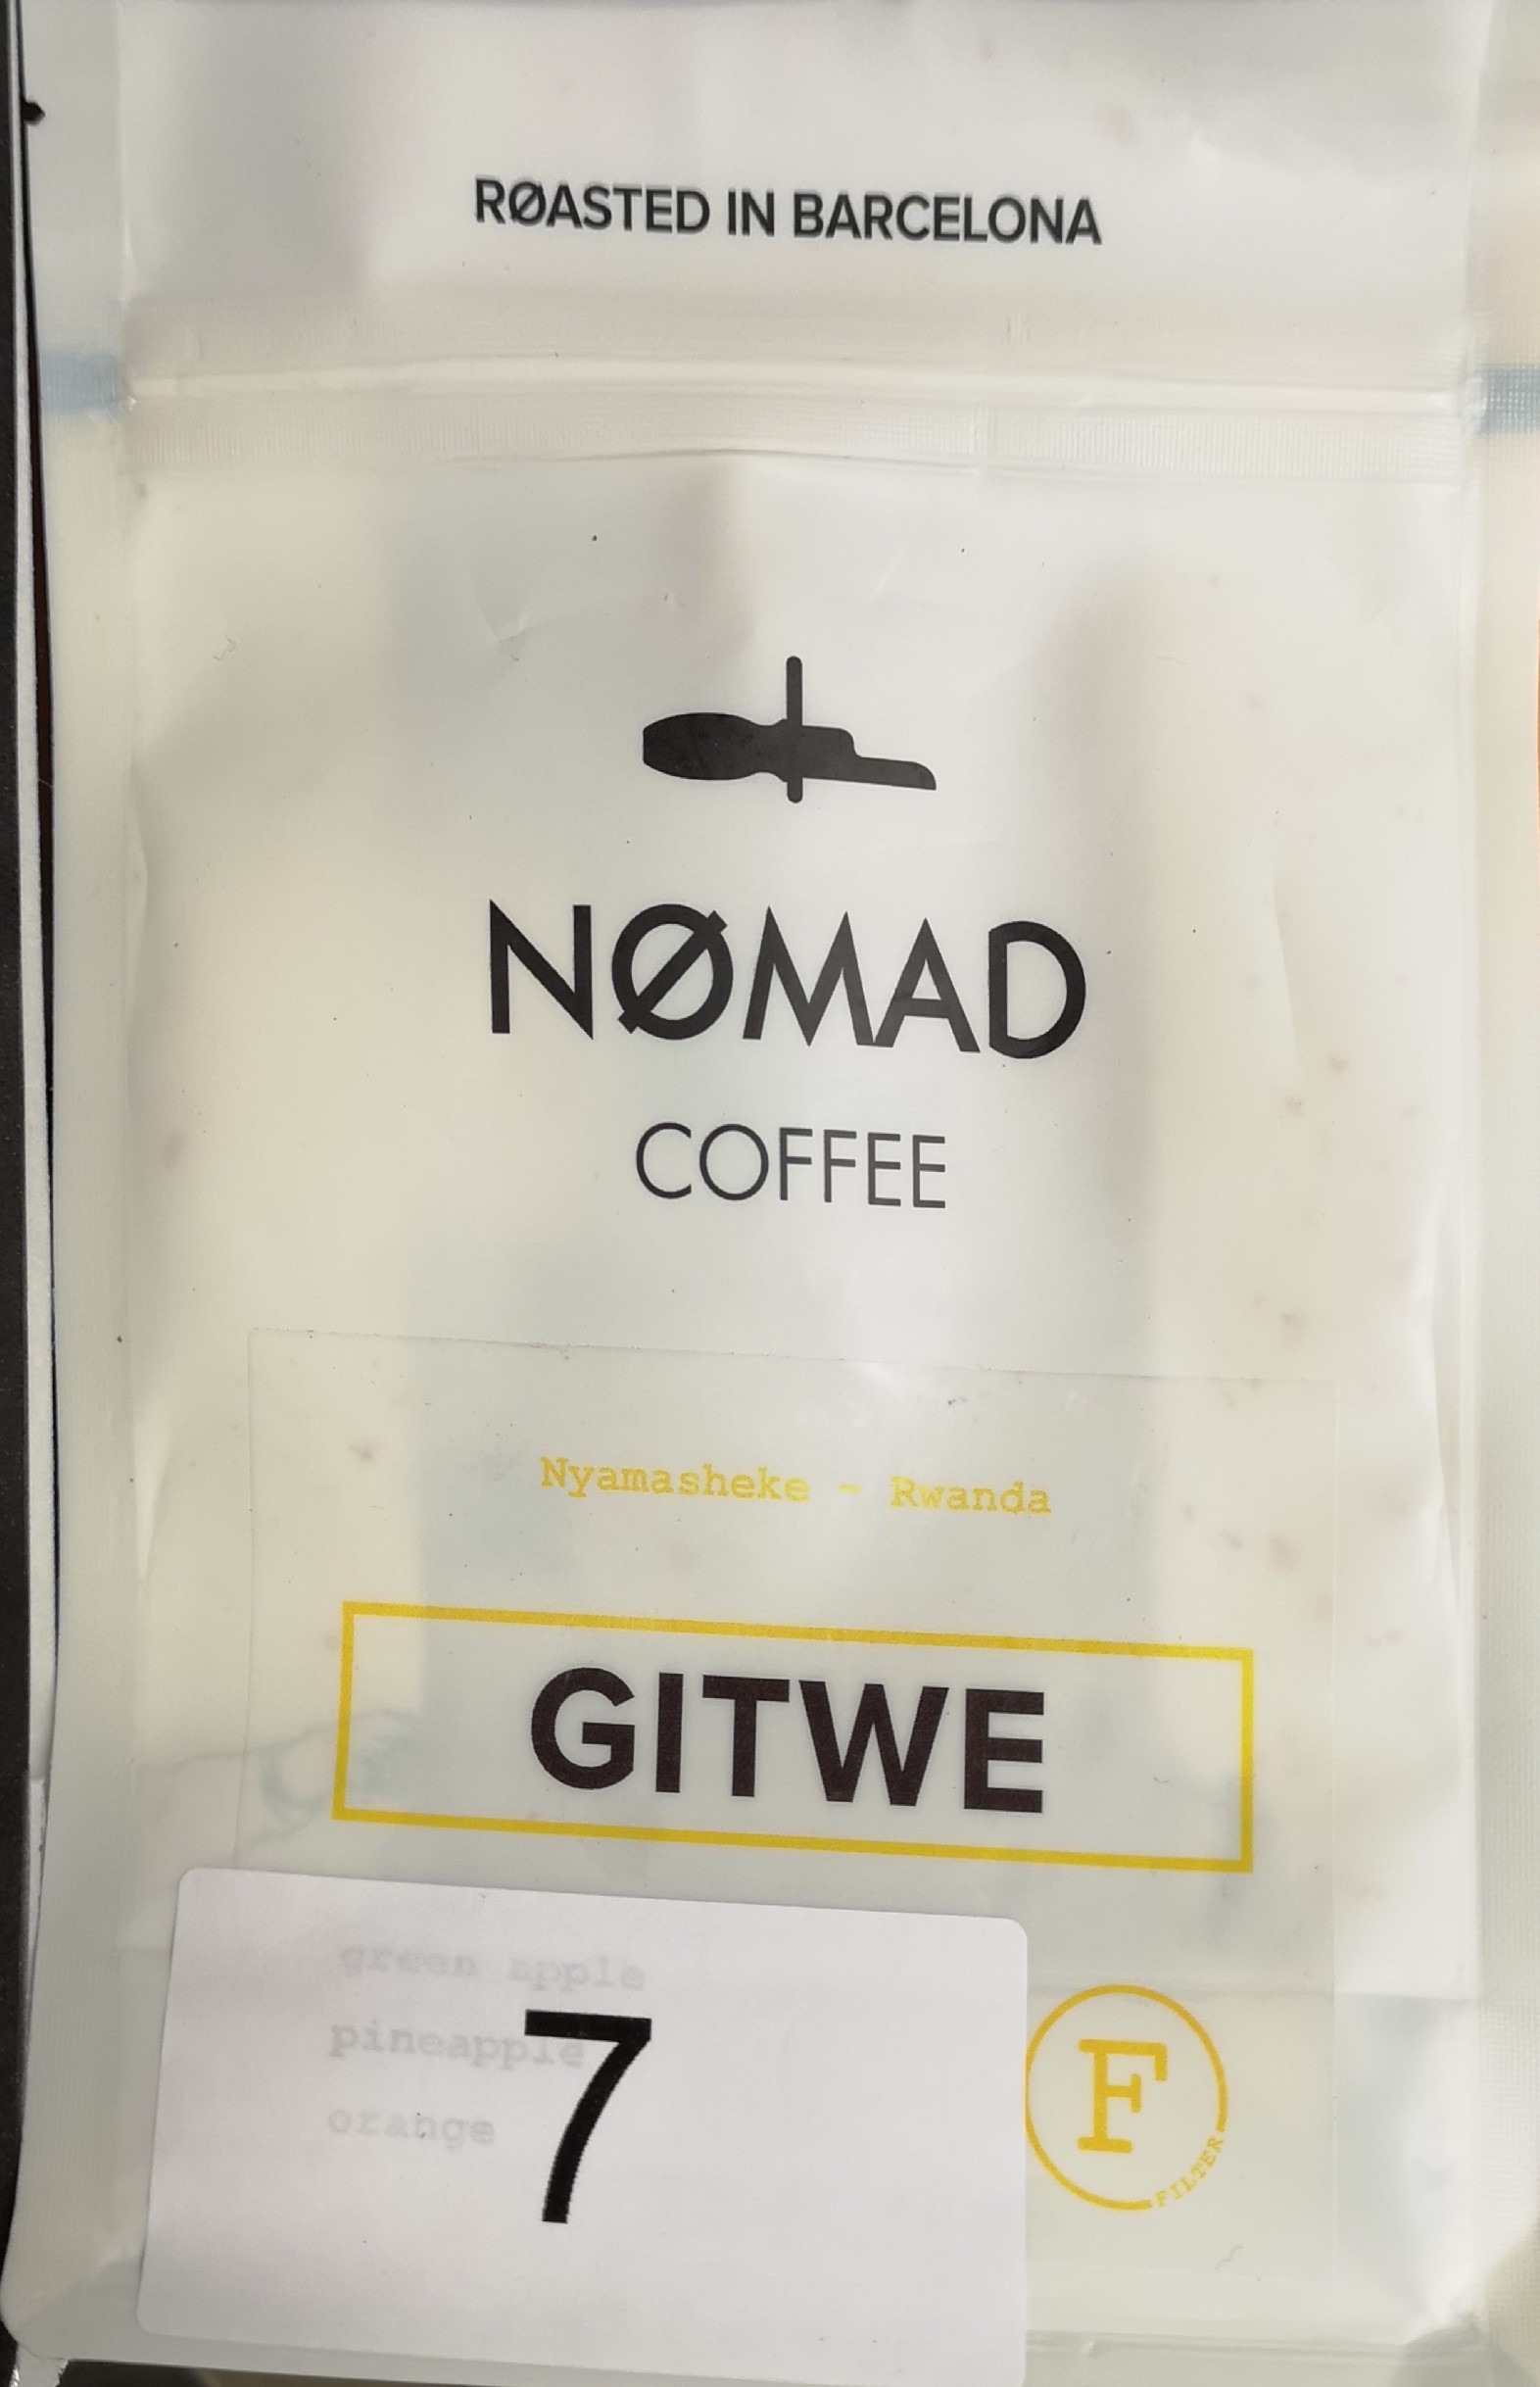 RØASTED IN BARCELONA
NØMAD
COFFEE
Nyamasheke - Rwanda
GITWE
green apple
pineapple
orange
7
F
FILTER